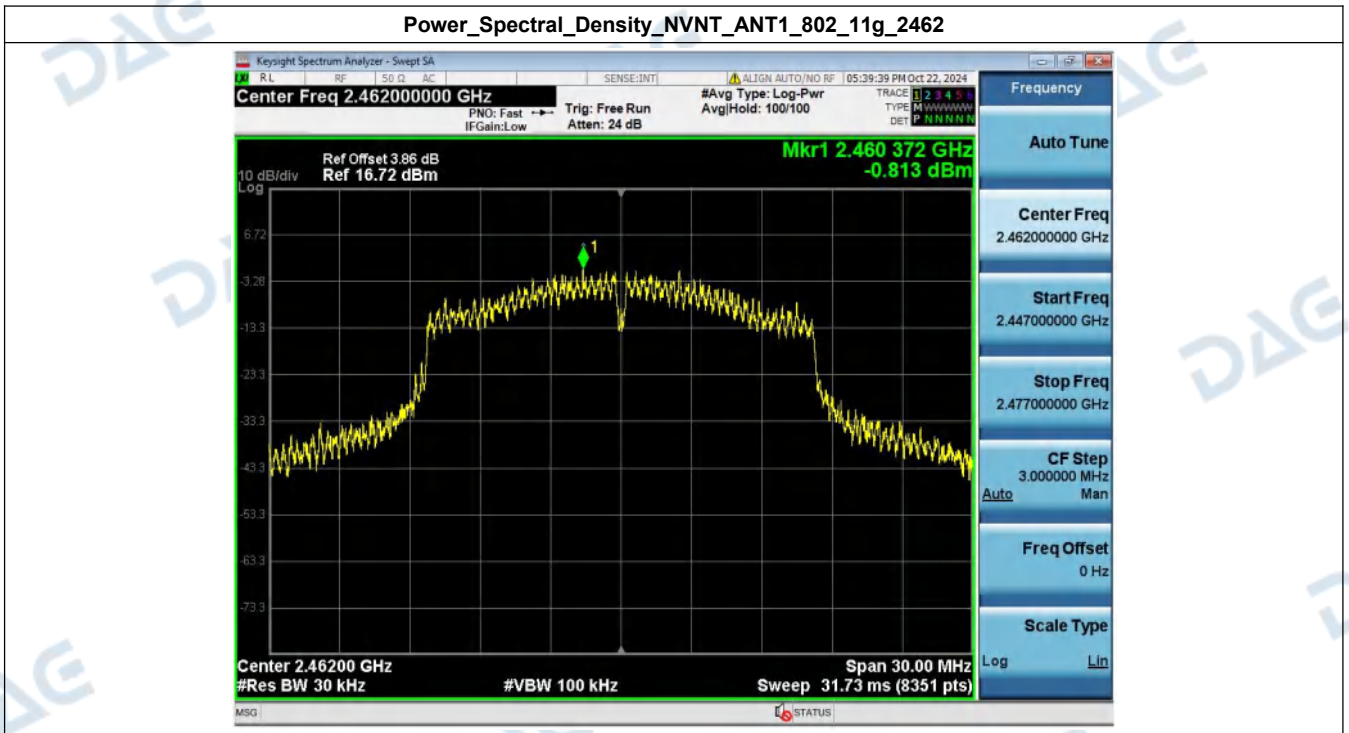 Power_Spectral_Density_NVNT_ANT1_802_11g_2462
Keysight Spectrum Analyzer - Swept SA
RL RF 50 Ω AC SENSE:INT ALIGN AUTO/NO RF 05:39:39 PM Oct 22, 2024
Center Freq 2.462000000 GHz
PNO: Fast
IFGain:Low
Trig: Free Run
Atten: 24 dB
#Avg Type: Log-Pwr
Avg|Hold: 100/100
TRACE 1 2 3 4 5 6
TYPE M WWWWW
DET P NNNNN
Mkr1 2.460 372 GHz
-0.813 dBm
Ref Offset 3.86 dB
10 dB/div Ref 16.72 dBm
Log
6.72
-3.28
-13.3
-23.3
-33.3
-43.3
-53.3
-63.3
-73.3
1
Center 2.46200 GHz Span 30.00 MHz
#Res BW 30 kHz #VBW 100 kHz Sweep 31.73 ms (8351 pts)
MSG STATUS
Frequency
Auto Tune
Center Freq
2.462000000 GHz
Start Freq
2.447000000 GHz
Stop Freq
2.477000000 GHz
CF Step
3.000000 MHz
Auto Man
Freq Offset
0 Hz
Scale Type
Log Lin
DAG
DAG
DAG